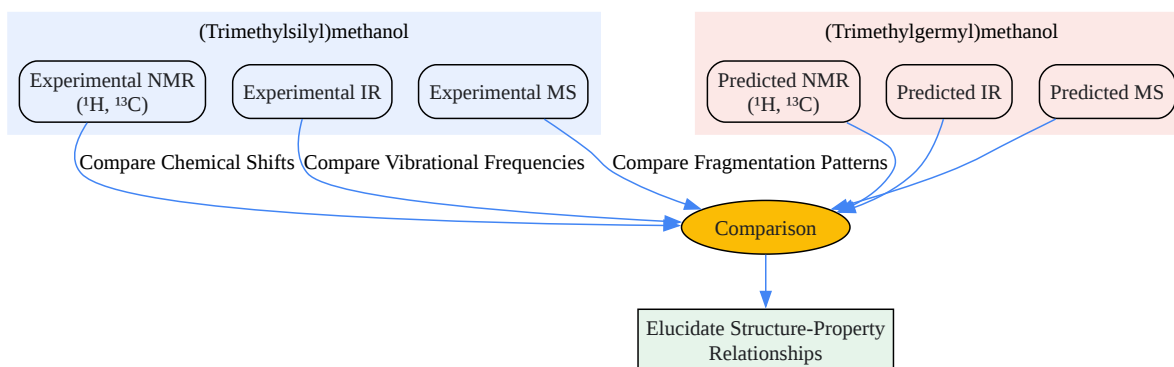 (Trimethylsilyl)methanol
(Trimethylgermyl)methanol
Experimental NMR
(¹H, ¹³C)
Experimental IR
Experimental MS
Predicted NMR
(¹H, ¹³C)
Predicted IR
Predicted MS
Compare Chemical Shifts
Compare Vibrational Frequencies
Compare Fragmentation Patterns
Comparison
Elucidate Structure-Property
Relationships